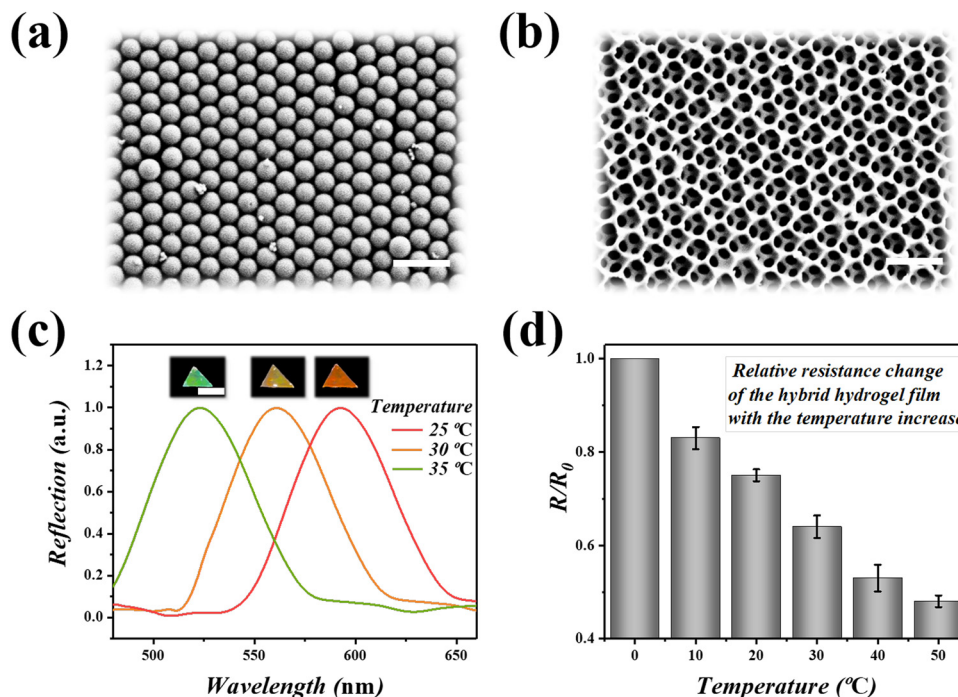 (a)
(b)
(c)
1.2
1.0
0.8
0.6
0.4
0.2
0.0
Reflection (a.u.)
Temperature
25 ºC
30 ºC
35 ºC
500
550
600
650
Wavelength (nm)
(d)
1.0
0.8
0.6
0.4
R/R0
Relative resistance change
of the hybrid hydrogel film
with the temperature increase
0
10
20
30
40
50
Temperature (ºC)